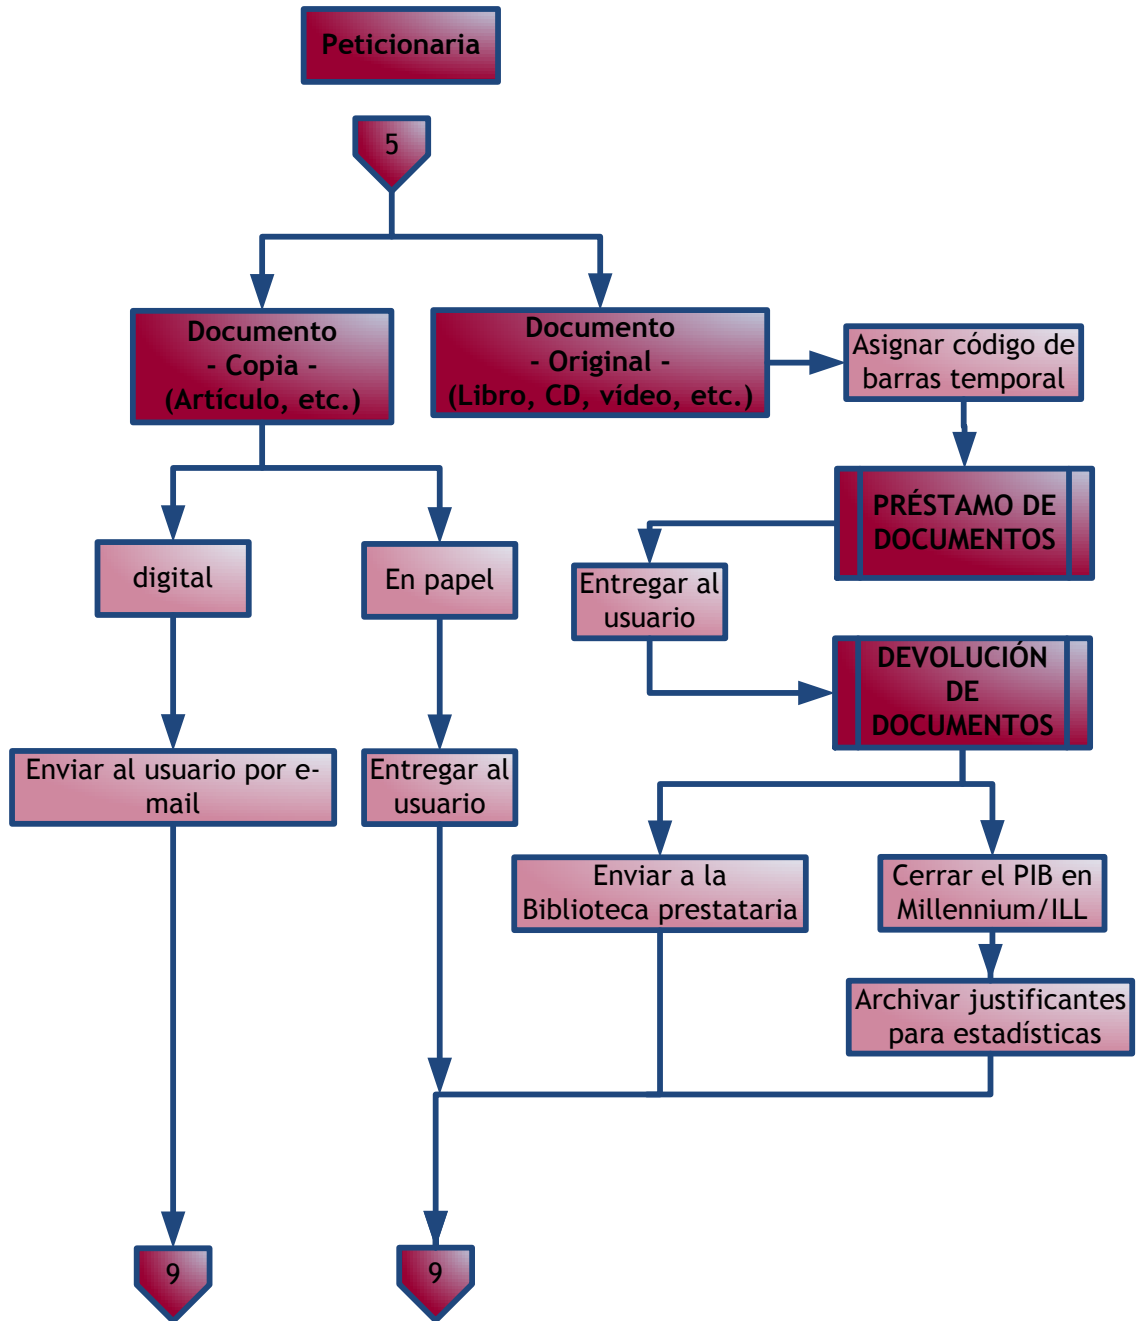 Peticionaria
5
Documento
- Copia -
(Artículo, etc.)
Documento
- Original -
(Libro, CD, vídeo, etc.)
Asignar código de
barras temporal
PRÉSTAMO DE
DOCUMENTOS
digital
En papel
Entregar al
usuario
DEVOLUCIÓN
DE
DOCUMENTOS
Enviar al usuario por e-
mail
Entregar al
usuario
Enviar a la
Biblioteca prestataria
Cerrar el PIB en
Millennium/ILL
Archivar justificantes
para estadísticas
9
9